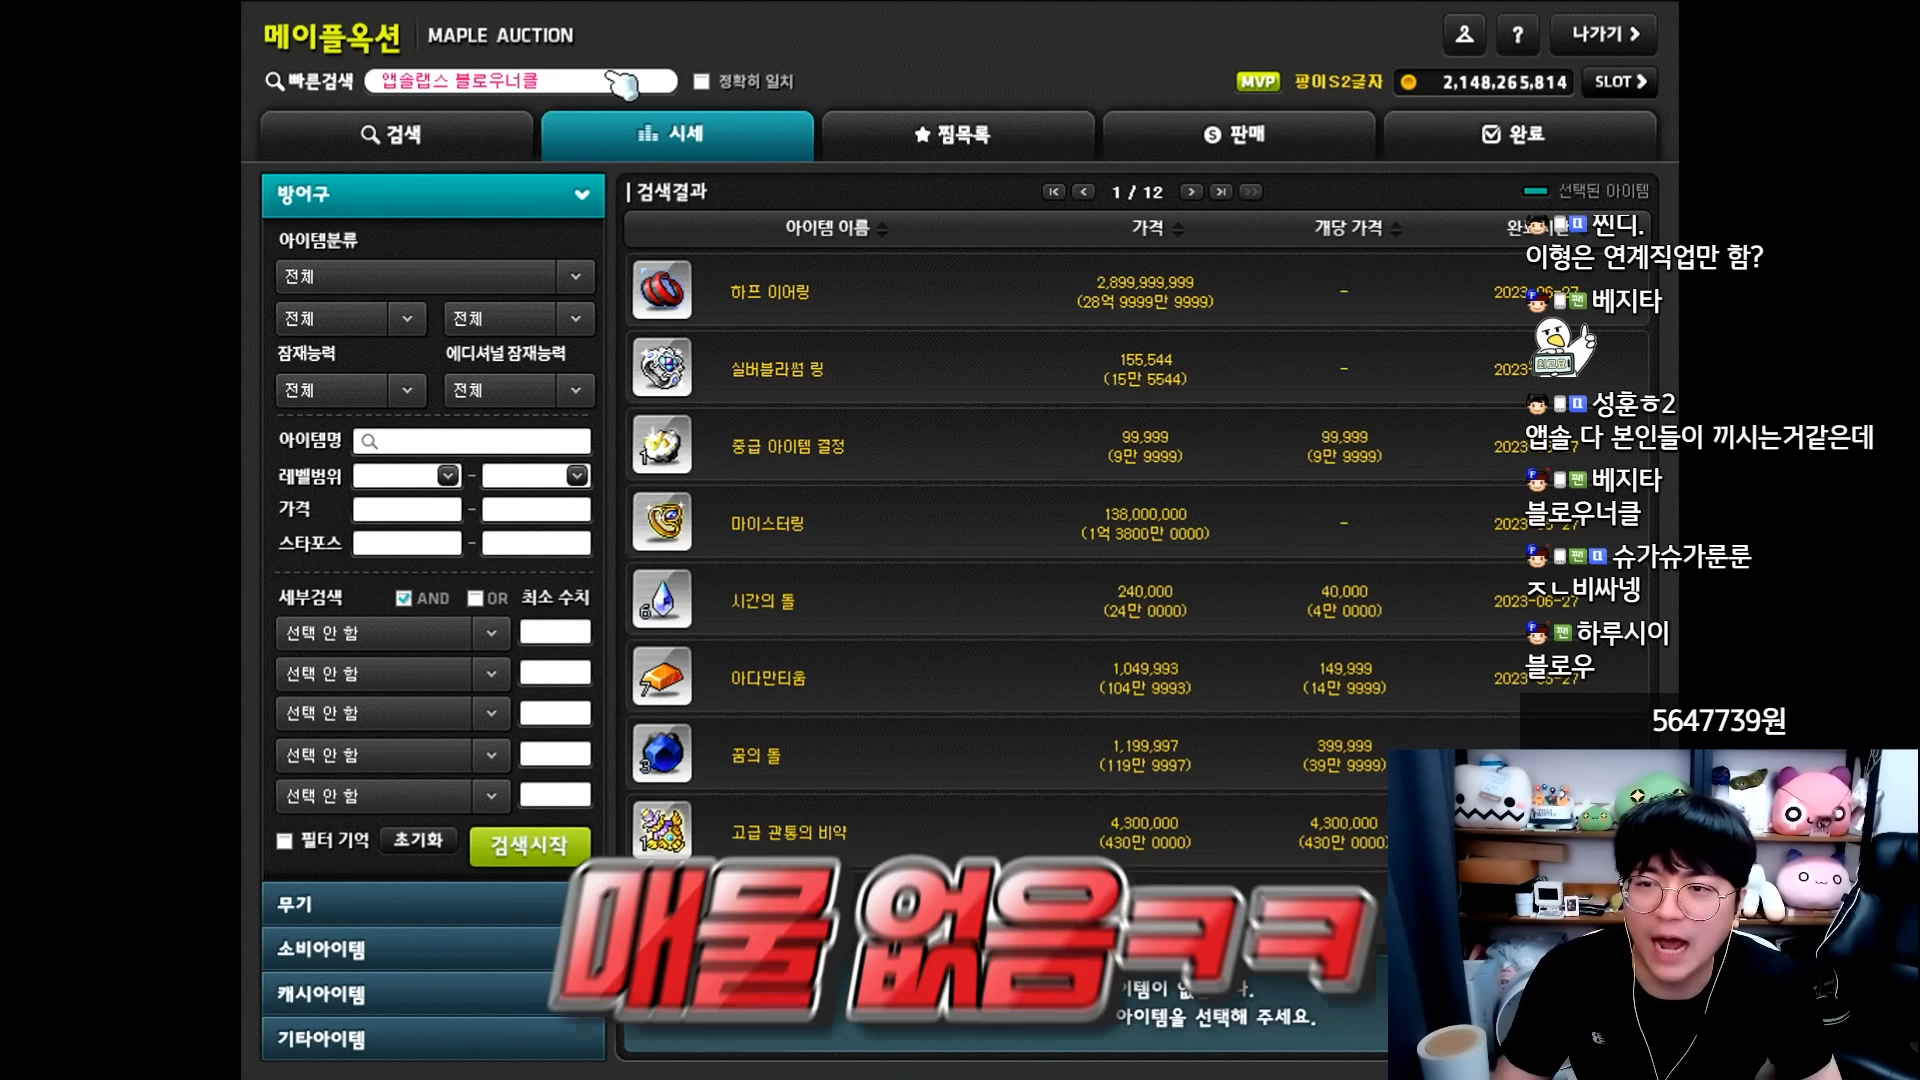 메이플옥션 MAPLE AUCTION
? 나가기
빠른검색 앱솔랩스 블로우너클 정확히 일치
MVP 팡이S2글자 2,148,265,814 SLOT
검색 시세 찜목록 판매 완료
방어구
아이템분류
전체
전체 전체
잠재능력 에디셔널 잠재능력
전체 전체
아이템명
레벨범위 -
가격 -
스타포스 -
세부검색 AND OR 최소 수치
선택 안 함
선택 안 함
선택 안 함
선택 안 함
선택 안 함
필터 기억 초기화 검색시작
무기
소비아이템
캐시아이템
기타아이템
검색결과 1 / 12 선택된 아이템
아이템 이름 가격 개당 가격
하프 이어링 2,899,999,999 -
(28억 9999만 9999)
실버블라썸 링 155,544 - 2023
(15만 5544)
1 중급 아이템 결정 99,999 99,999
(9만 9999) (9만 9999)
마이스터링 138,000,000 -
(1억 3800만 0000)
6 시간의 돌 240,000 40,000 2023-06-27
(24만 0000) (4만 0000)
7 아다만티움 1,049,993 149,999
(104만 9993) (14만 9999)
3 꿈의 돌 1,199,997 399,999
(119만 9997) (39만 9999)
1 고급 관통의 비약 4,300,000 4,300,000
(430만 0000) (430만 0000)
아이템을 선택해 주세요.
찐디.
이형은 연계직업만 함?
베지타
최고요!
성훈ㅎ2
앱솔 다 본인들이 끼시는거같은데
베지타
블로우너클
슈가슈가룬룬
ㅈㄴ비싸넹
하루시이
블로우
5647739원
매물 없음ㅋㅋ